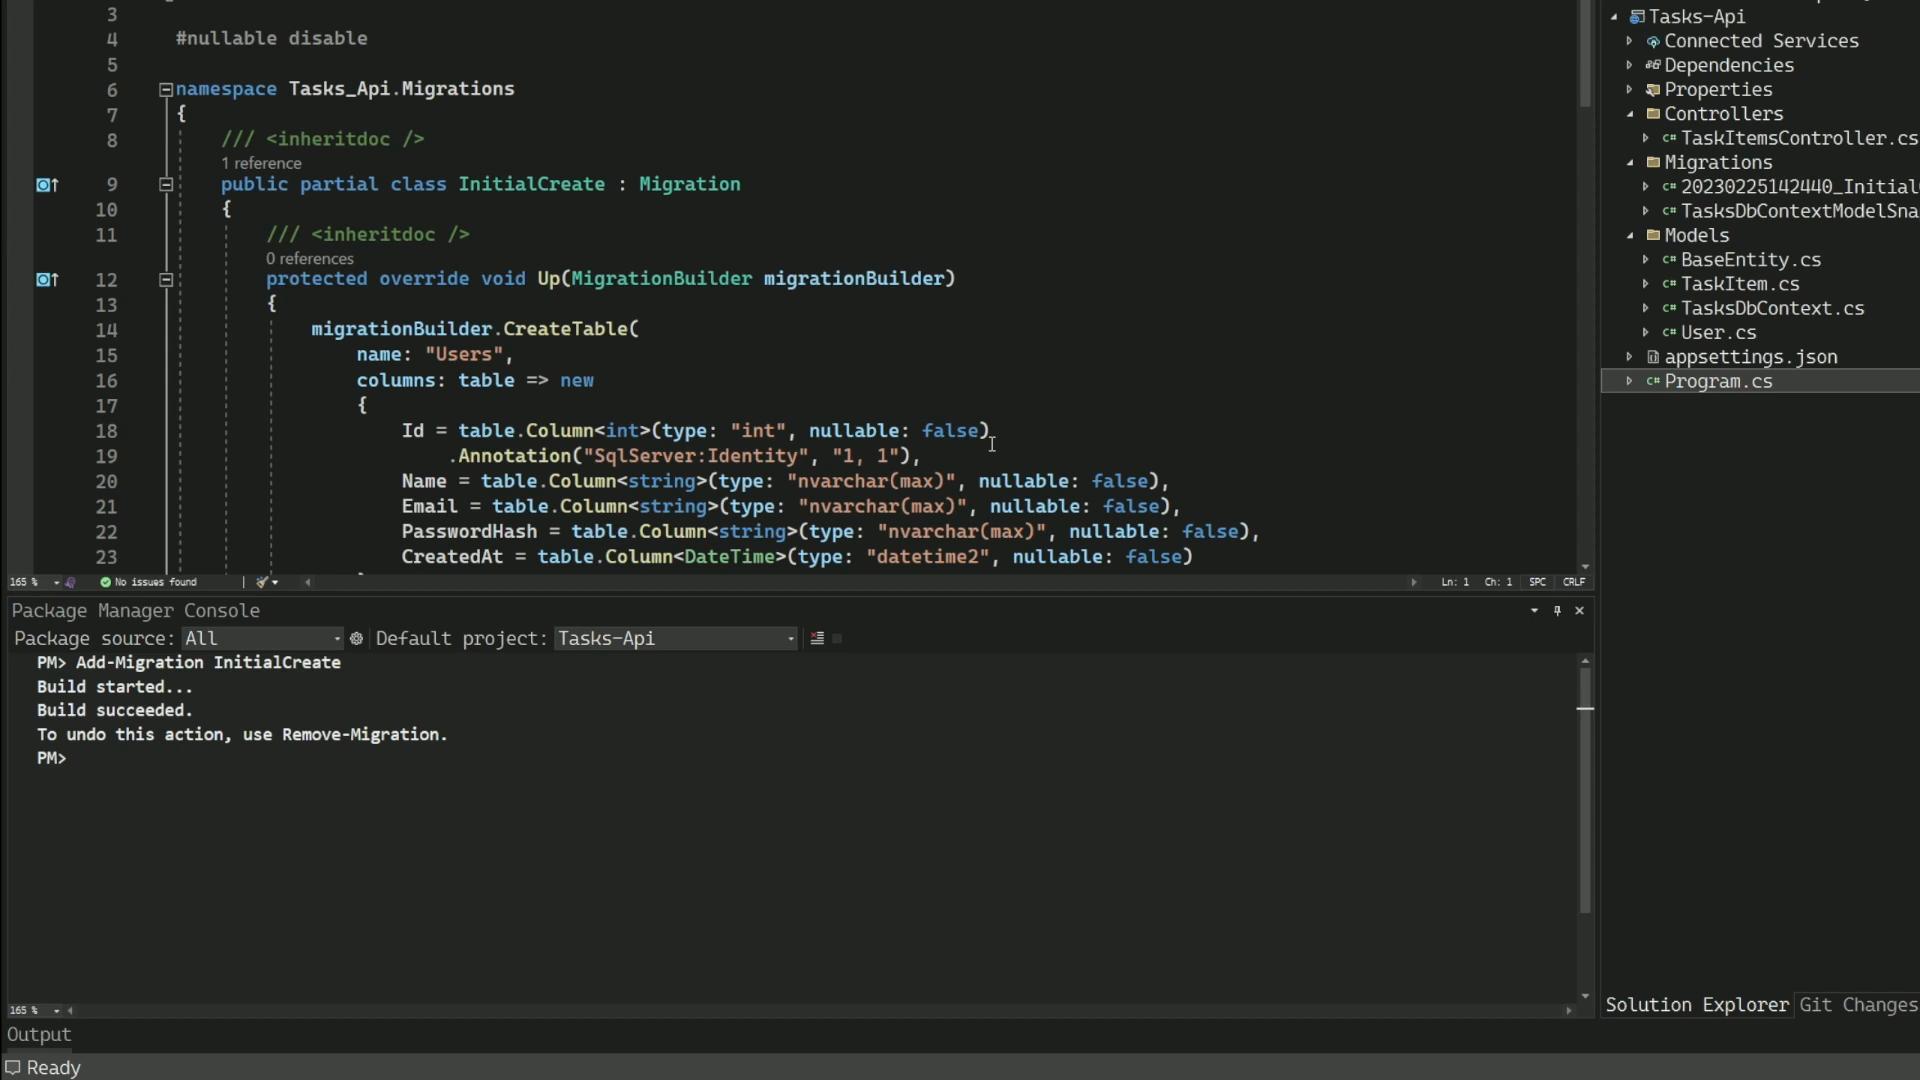 3
4 #nullable disable
5
6 namespace Tasks_Api.Migrations
7 {
8 /// <inheritdoc />
1 reference
9 public partial class InitialCreate : Migration
10 {
11 /// <inheritdoc />
0 references
12 protected override void Up(MigrationBuilder migrationBuilder)
13 {
14 migrationBuilder.CreateTable(
15 name: "Users",
16 columns: table => new
17 {
18 Id = table.Column<int>(type: "int", nullable: false)
19 .Annotation("SqlServer:Identity", "1, 1"),
20 Name = table.Column<string>(type: "nvarchar(max)", nullable: false),
21 Email = table.Column<string>(type: "nvarchar(max)", nullable: false),
22 PasswordHash = table.Column<string>(type: "nvarchar(max)", nullable: false),
23 CreatedAt = table.Column<DateTime>(type: "datetime2", nullable: false)
165 % No issues found Ln: 1 Ch: 1 SPC CRLF
Package Manager Console
Package source: All Default project: Tasks-Api
PM> Add-Migration InitialCreate
Build started...
Build succeeded.
To undo this action, use Remove-Migration.
PM>
165 %
Output
Ready
Tasks-Api
Connected Services
Dependencies
Properties
Controllers
C# TaskItemsController.cs
Migrations
C# 20230225142440_Initial
C# TasksDbContextModelSna
Models
C# BaseEntity.cs
C# TaskItem.cs
C# TasksDbContext.cs
C# User.cs
appsettings.json
C# Program.cs
Solution Explorer Git Changes